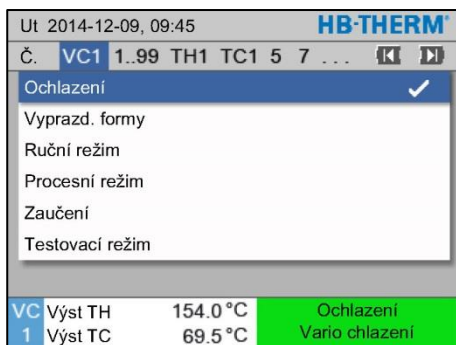 Ut 2014-12-09, 09:45 HB-THERM®
Č. VC1 1..99 TH1 TC1 5 7 ...
Ochlazení
Vyprazd. formy
Ruční režim
Procesní režim
Zaučení
Testovací režim
VC Výst TH 154.0 °C Ochlazení
1 Výst TC 69.5 °C Vario chlazení